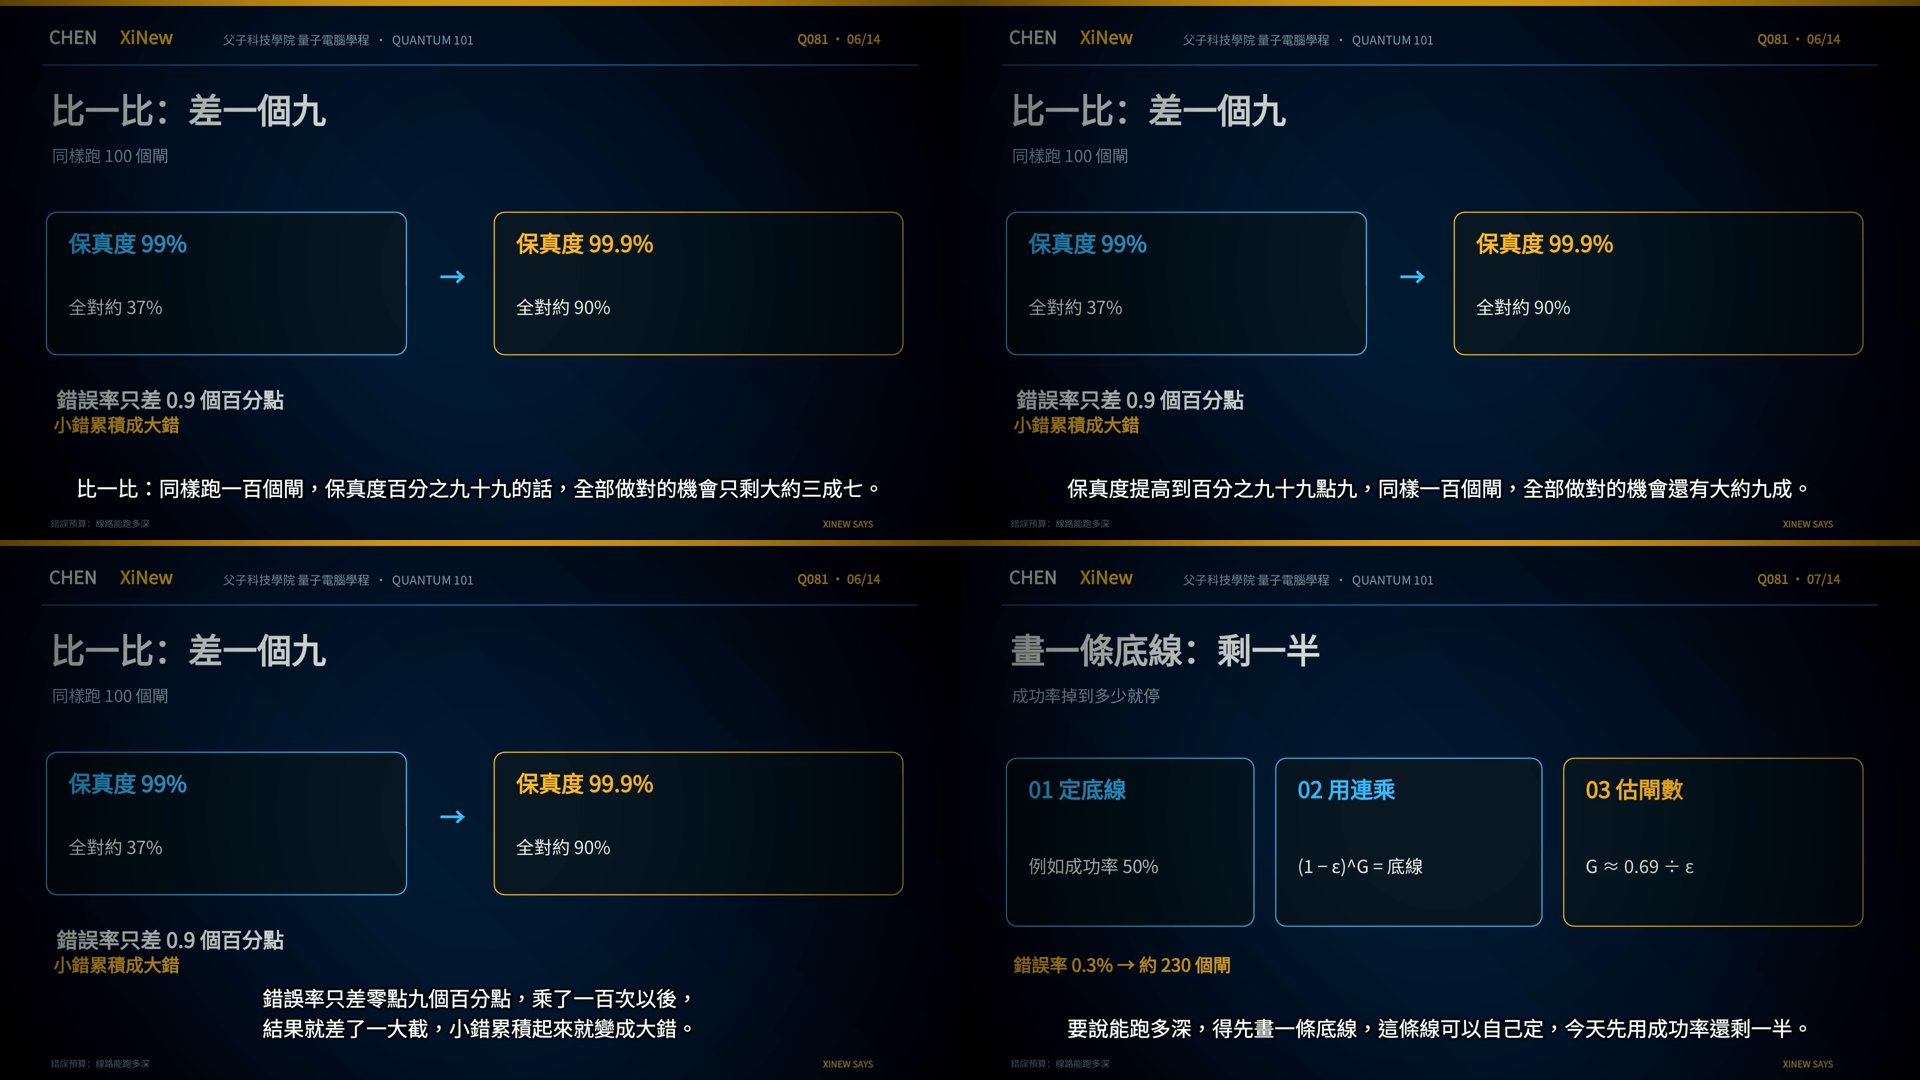 CHEN XiNew 父子科技學院 量子電腦學程 · QUANTUM 101 Q081 · 06/14
比一比：差一個九
同樣跑 100 個閘
保真度 99%
全對約 37%
→
保真度 99.9%
全對約 90%
錯誤率只差 0.9 個百分點
小錯累積成大錯
比一比：同樣跑一百個閘，保真度百分之九十九的話，全部做對的機會只剩大約三成七。
錯誤預算：線路能跑多深 XINEW SAYS
CHEN XiNew 父子科技學院 量子電腦學程 · QUANTUM 101 Q081 · 06/14
比一比：差一個九
同樣跑 100 個閘
保真度 99%
全對約 37%
→
保真度 99.9%
全對約 90%
錯誤率只差 0.9 個百分點
小錯累積成大錯
保真度提高到百分之九十九點九，同樣一百個閘，全部做對的機會還有大約九成。
錯誤預算：線路能跑多深 XINEW SAYS
CHEN XiNew 父子科技學院 量子電腦學程 · QUANTUM 101 Q081 · 06/14
比一比：差一個九
同樣跑 100 個閘
保真度 99%
全對約 37%
→
保真度 99.9%
全對約 90%
錯誤率只差 0.9 個百分點
小錯累積成大錯
錯誤率只差零點九個百分點，乘了一百次以後，
結果就差了一大截，小錯累積起來就變成大錯。
錯誤預算：線路能跑多深 XINEW SAYS
CHEN XiNew 父子科技學院 量子電腦學程 · QUANTUM 101 Q081 · 07/14
畫一條底線：剩一半
成功率掉到多少就停
01 定底線
例如成功率 50%
02 用連乘
(1 − ε)^G = 底線
03 估閘數
G ≈ 0.69 ÷ ε
錯誤率 0.3% → 約 230 個閘
要說能跑多深，得先畫一條底線，這條線可以自己定，今天先用成功率還剩一半。
錯誤預算：線路能跑多深 XINEW SAYS